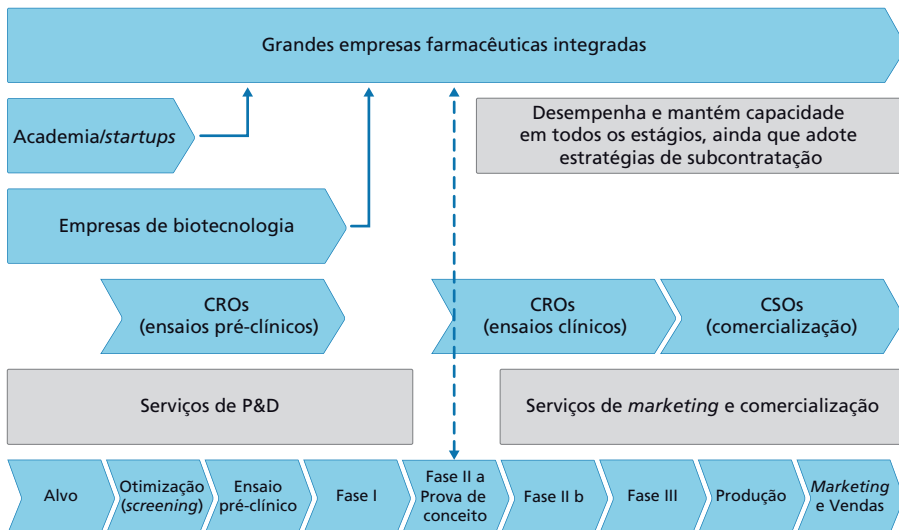 Grandes empresas farmacêuticas integradas
Academia/startups
Desempenha e mantém capacidade
em todos os estágios, ainda que adote
estratégias de subcontratação
Empresas de biotecnologia
CROs
(ensaios pré-clínicos)
CROs
(ensaios clínicos)
CSOs
(comercialização)
Serviços de P&D
Serviços de marketing e comercialização
Alvo
Otimização
(screening)
Ensaio
pré-clínico
Fase I
Fase II a
Prova de
conceito
Fase II b
Fase III
Produção
Marketing
e Vendas